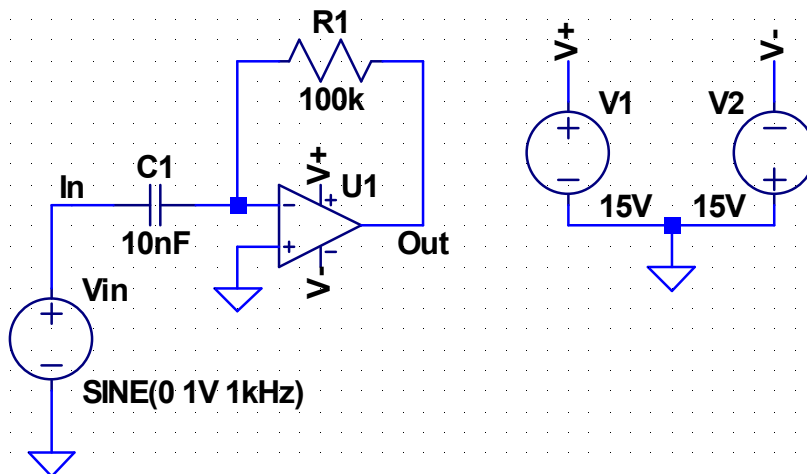 R1
100k
V+
V-
V1
V2
C1
V+
U1
In
10nF
15V
15V
Out
V-
Vin
SINE(0 1V 1kHz)